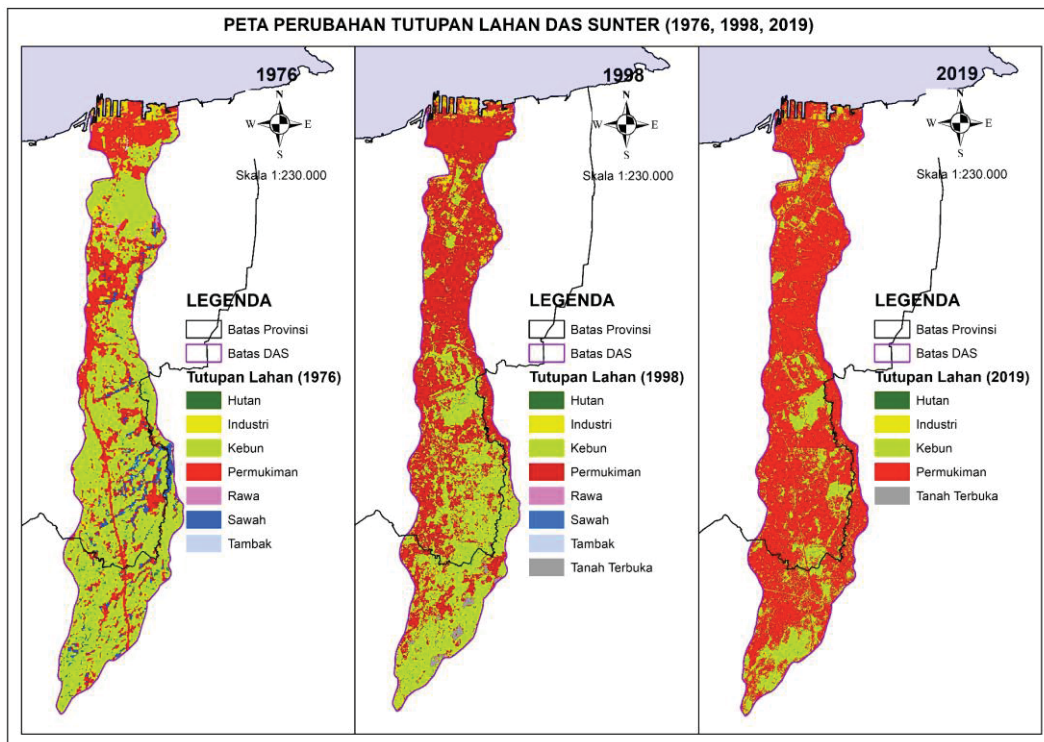 PETA PERUBAHAN TUTUPAN LAHAN DAS SUNTER (1976, 1998, 2019)
1976
N
W E
S
Skala 1:230.000
LEGENDA
Batas Provinsi
Batas DAS
Tutupan Lahan (1976)
Hutan
Industri
Kebun
Permukiman
Rawa
Sawah
Tambak
1998
N
W E
S
Skala 1:230.000
LEGENDA
Batas Provinsi
Batas DAS
Tutupan Lahan (1998)
Hutan
Industri
Kebun
Permukiman
Rawa
Sawah
Tambak
Tanah Terbuka
2019
N
W E
S
Skala 1:230.000
LEGENDA
Batas Provinsi
Batas DAS
Tutupan Lahan (2019)
Hutan
Industri
Kebun
Permukiman
Tanah Terbuka